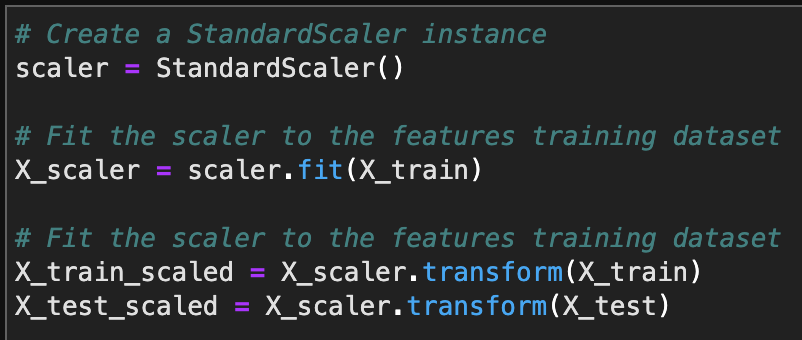 # Create a StandardScaler instance
scaler = StandardScaler()
# Fit the scaler to the features training dataset
X_scaler = scaler.fit(X_train)
# Fit the scaler to the features training dataset
X_train_scaled = X_scaler.transform(X_train)
X_test_scaled = X_scaler.transform(X_test)